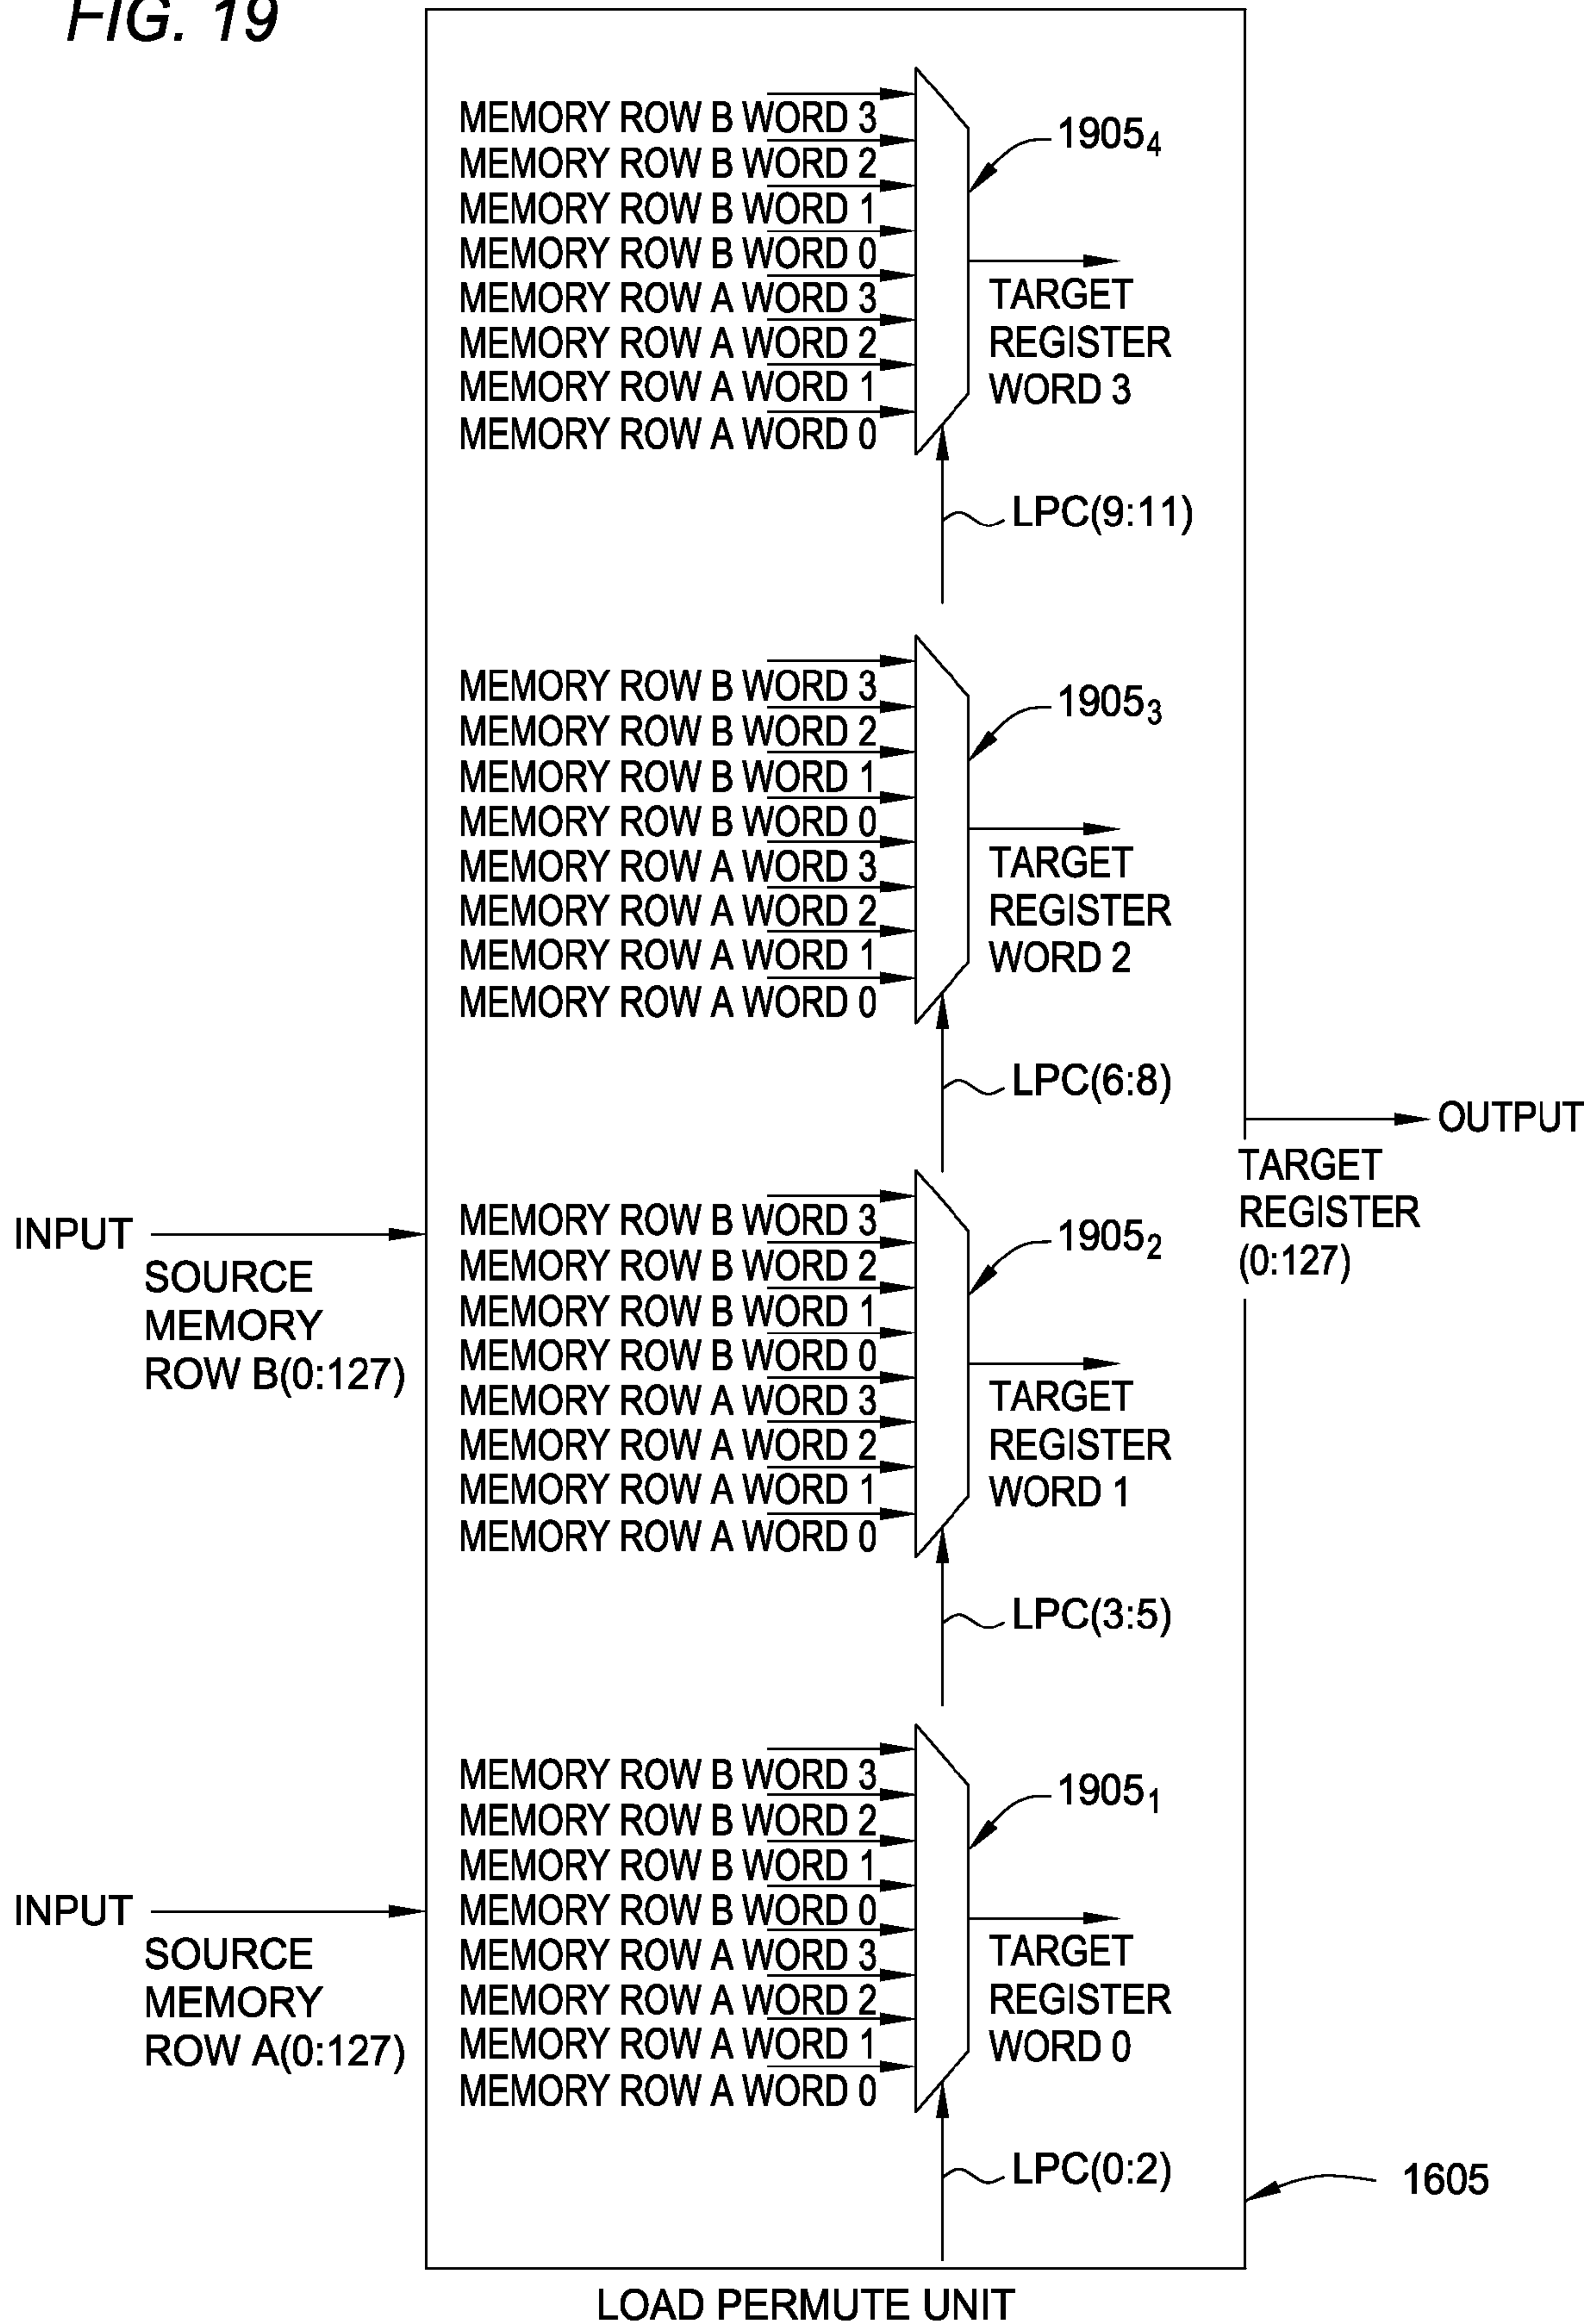 FIG. 19
MEMORY ROW B WORD 3
MEMORY ROW B WORD 2
MEMORY ROW B WORD 1
MEMORY ROW B WORD 0
MEMORY ROW A WORD 3
MEMORY ROW A WORD 2
MEMORY ROW A WORD 1
MEMORY ROW A WORD 0
1905₄
TARGET
REGISTER
WORD 3
LPC(9:11)
MEMORY ROW B WORD 3
MEMORY ROW B WORD 2
MEMORY ROW B WORD 1
MEMORY ROW B WORD 0
MEMORY ROW A WORD 3
MEMORY ROW A WORD 2
MEMORY ROW A WORD 1
MEMORY ROW A WORD 0
1905₃
TARGET
REGISTER
WORD 2
LPC(6:8)
OUTPUT
TARGET
REGISTER
(0:127)
INPUT
SOURCE
MEMORY
ROW B(0:127)
MEMORY ROW B WORD 3
MEMORY ROW B WORD 2
MEMORY ROW B WORD 1
MEMORY ROW B WORD 0
MEMORY ROW A WORD 3
MEMORY ROW A WORD 2
MEMORY ROW A WORD 1
MEMORY ROW A WORD 0
1905₂
TARGET
REGISTER
WORD 1
LPC(3:5)
INPUT
SOURCE
MEMORY
ROW A(0:127)
MEMORY ROW B WORD 3
MEMORY ROW B WORD 2
MEMORY ROW B WORD 1
MEMORY ROW B WORD 0
MEMORY ROW A WORD 3
MEMORY ROW A WORD 2
MEMORY ROW A WORD 1
MEMORY ROW A WORD 0
1905₁
TARGET
REGISTER
WORD 0
LPC(0:2)
1605
LOAD PERMUTE UNIT